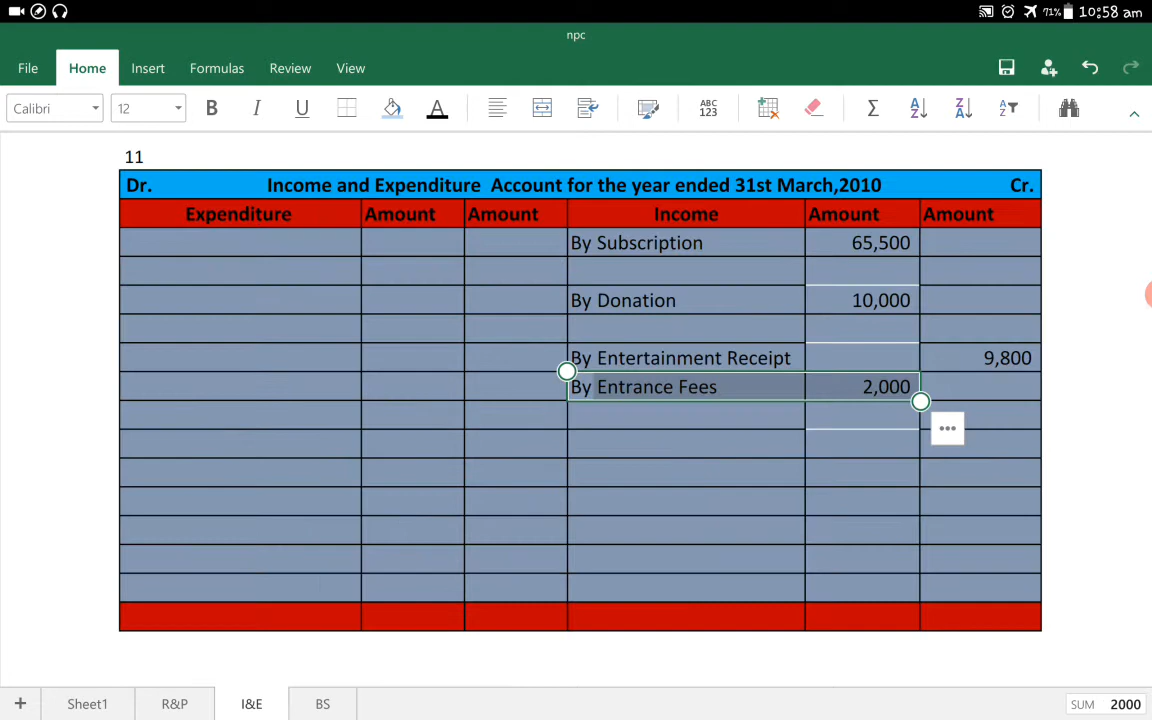 71% 10:58 am
npc
File Home Insert Formulas Review View
Calibri 12 B I U A ABC 123 Σ A Z Z A A Z
11
Dr. Income and Expenditure Account for the year ended 31st March,2010 Cr.
Expenditure Amount Amount Income Amount Amount
By Subscription 65,500
By Donation 10,000
By Entertainment Receipt 9,800
By Entrance Fees 2,000
+ Sheet1 R&P I&E BS SUM 2000